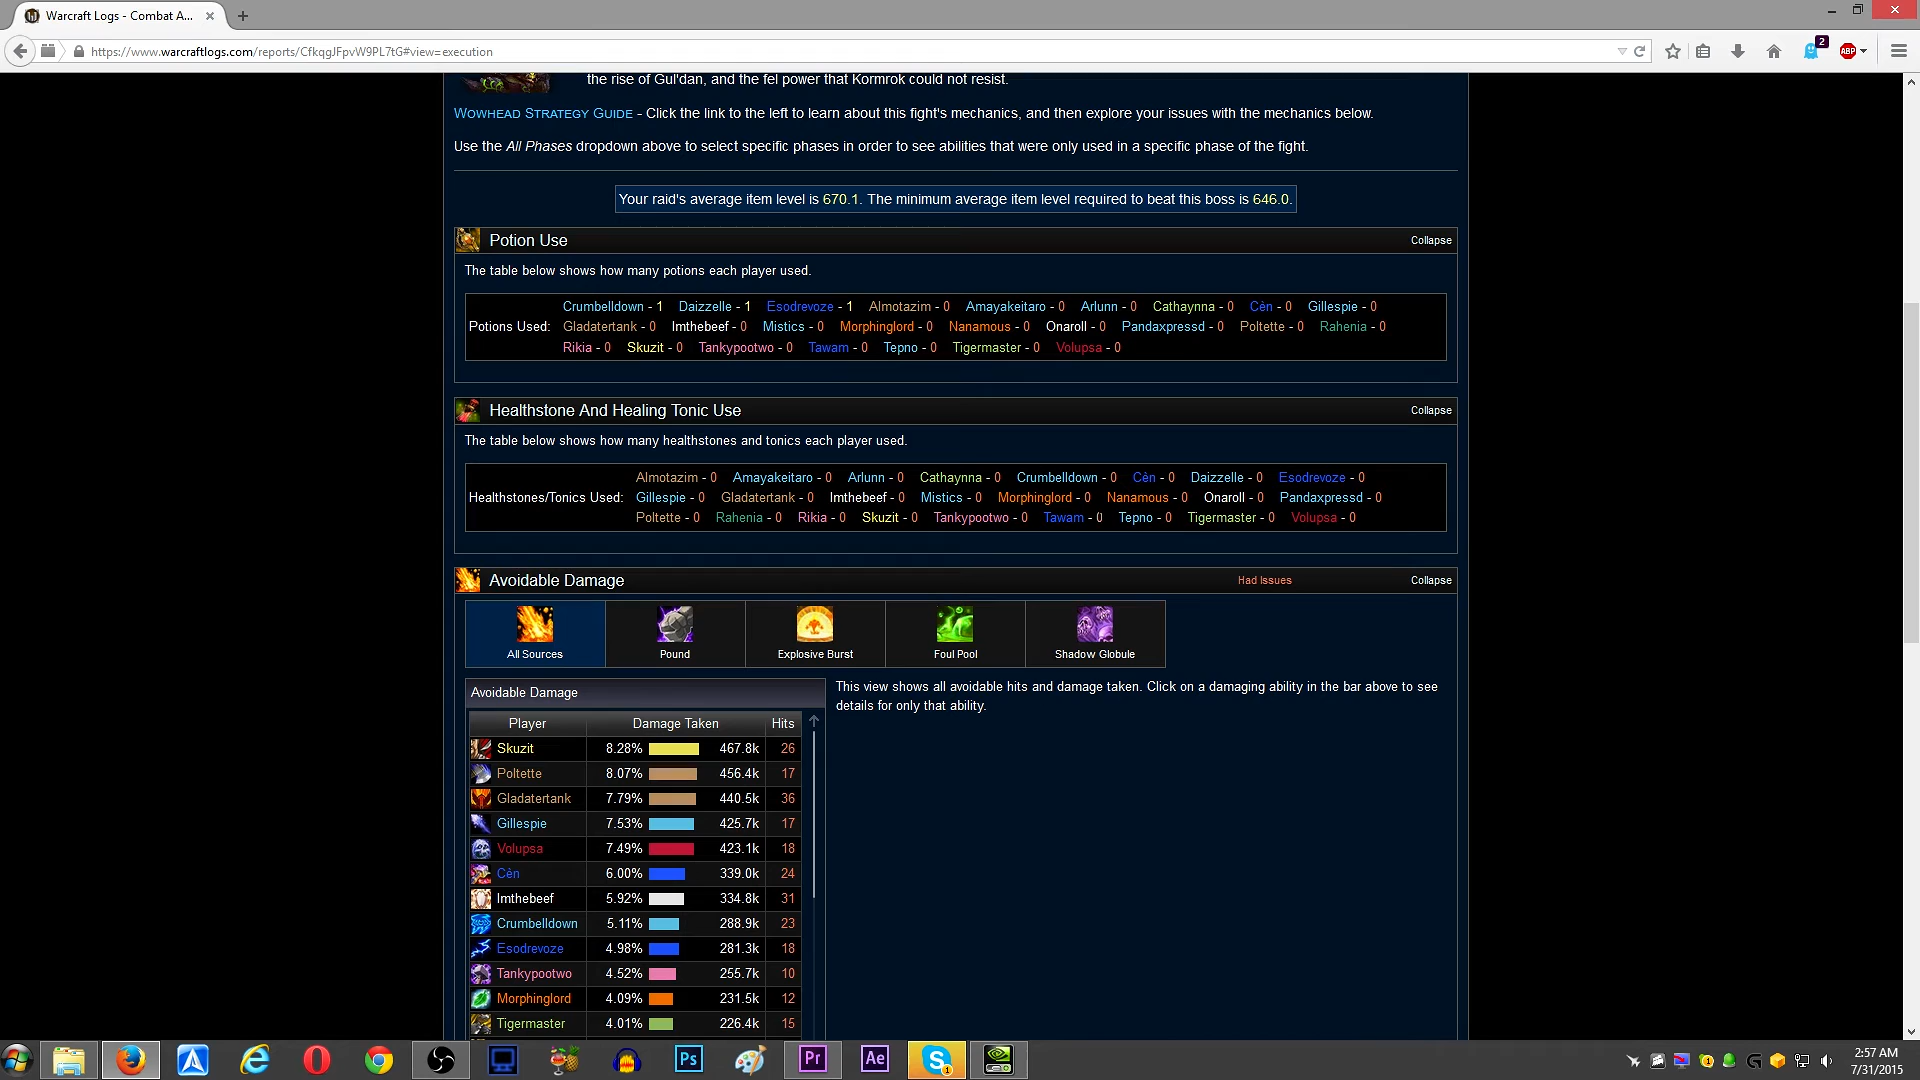 Warcraft Logs - Combat A...
https://www.warcraftlogs.com/reports/CfkqgJFpvW9PL7tG#view=execution
2
ABP
the rise of Gul'dan, and the fel power that Kormrok could not resist.
WOWHEAD STRATEGY GUIDE - Click the link to the left to learn about this fight's mechanics, and then explore your issues with the mechanics below.
Use the All Phases dropdown above to select specific phases in order to see abilities that were only used in a specific phase of the fight.
Your raid's average item level is 670.1. The minimum average item level required to beat this boss is 646.0.
Potion Use Collapse
The table below shows how many potions each player used.
Crumbelldown - 1 Daizzelle - 1 Esodrevoze - 1 Almotazim - 0 Amayakeitaro - 0 Arlunn - 0 Cathaynna - 0 Cèn - 0 Gillespie - 0
Potions Used: Gladatertank - 0 Imthebeef - 0 Mistics - 0 Morphinglord - 0 Nanamous - 0 Onaroll - 0 Pandaxpressd - 0 Poltette - 0 Rahenia - 0
Rikia - 0 Skuzit - 0 Tankypootwo - 0 Tawam - 0 Tepno - 0 Tigermaster - 0 Volupsa - 0
Healthstone And Healing Tonic Use Collapse
The table below shows how many healthstones and tonics each player used.
Almotazim - 0 Amayakeitaro - 0 Arlunn - 0 Cathaynna - 0 Crumbelldown - 0 Cèn - 0 Daizzelle - 0 Esodrevoze - 0
Healthstones/Tonics Used: Gillespie - 0 Gladatertank - 0 Imthebeef - 0 Mistics - 0 Morphinglord - 0 Nanamous - 0 Onaroll - 0 Pandaxpressd - 0
Poltette - 0 Rahenia - 0 Rikia - 0 Skuzit - 0 Tankypootwo - 0 Tawam - 0 Tepno - 0 Tigermaster - 0 Volupsa - 0
Avoidable Damage Had Issues Collapse
All Sources Pound Explosive Burst Foul Pool Shadow Globule
Avoidable Damage
This view shows all avoidable hits and damage taken. Click on a damaging ability in the bar above to see
details for only that ability.
Player Damage Taken Hits
Skuzit 8.28% 467.8k 26
Poltette 8.07% 456.4k 17
Gladatertank 7.79% 440.5k 36
Gillespie 7.53% 425.7k 17
Volupsa 7.49% 423.1k 18
Cèn 6.00% 339.0k 24
Imthebeef 5.92% 334.8k 31
Crumbelldown 5.11% 288.9k 23
Esodrevoze 4.98% 281.3k 18
Tankypootwo 4.52% 255.7k 10
Morphinglord 4.09% 231.5k 12
Tigermaster 4.01% 226.4k 15
Ps Pr Ae S 1
2:57 AM
7/31/2015